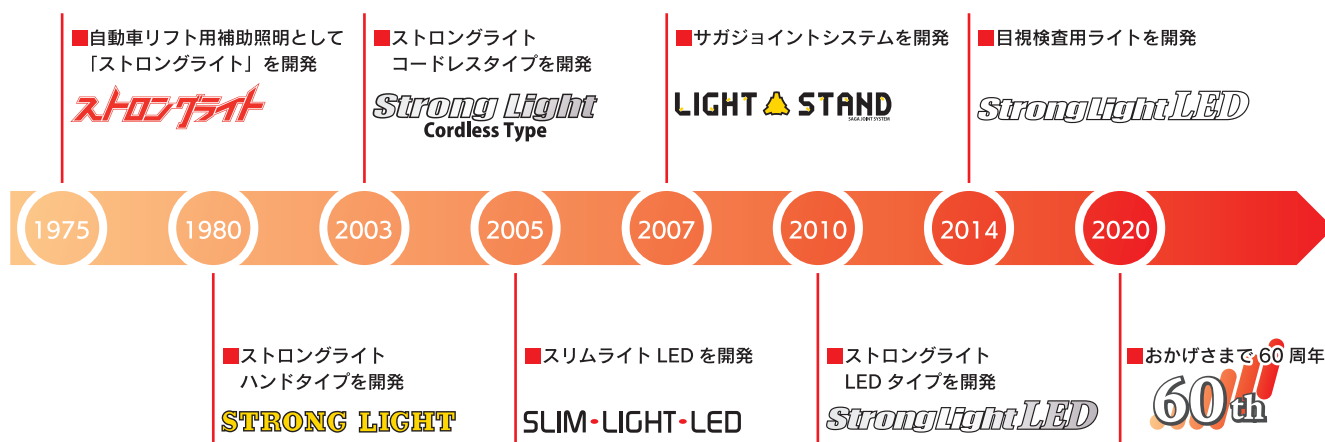 ■自動車リフト用補助照明として
「ストロングライト」を開発
ストロングライト
■ストロングライト
コードレスタイプを開発
Strong Light
Cordless Type
■サガジョイントシステムを開発
LIGHT STAND
SAGA JOINT SYSTEM
■目視検査用ライトを開発
StrongLight LED
1975
1980
2003
2005
2007
2010
2014
2020
■ストロングライト
ハンドタイプを開発
STRONG LIGHT
■スリムライト LED を開発
SLIM・LIGHT・LED
■ストロングライト
LED タイプを開発
StrongLight LED
■おかげさまで 60 周年
60th